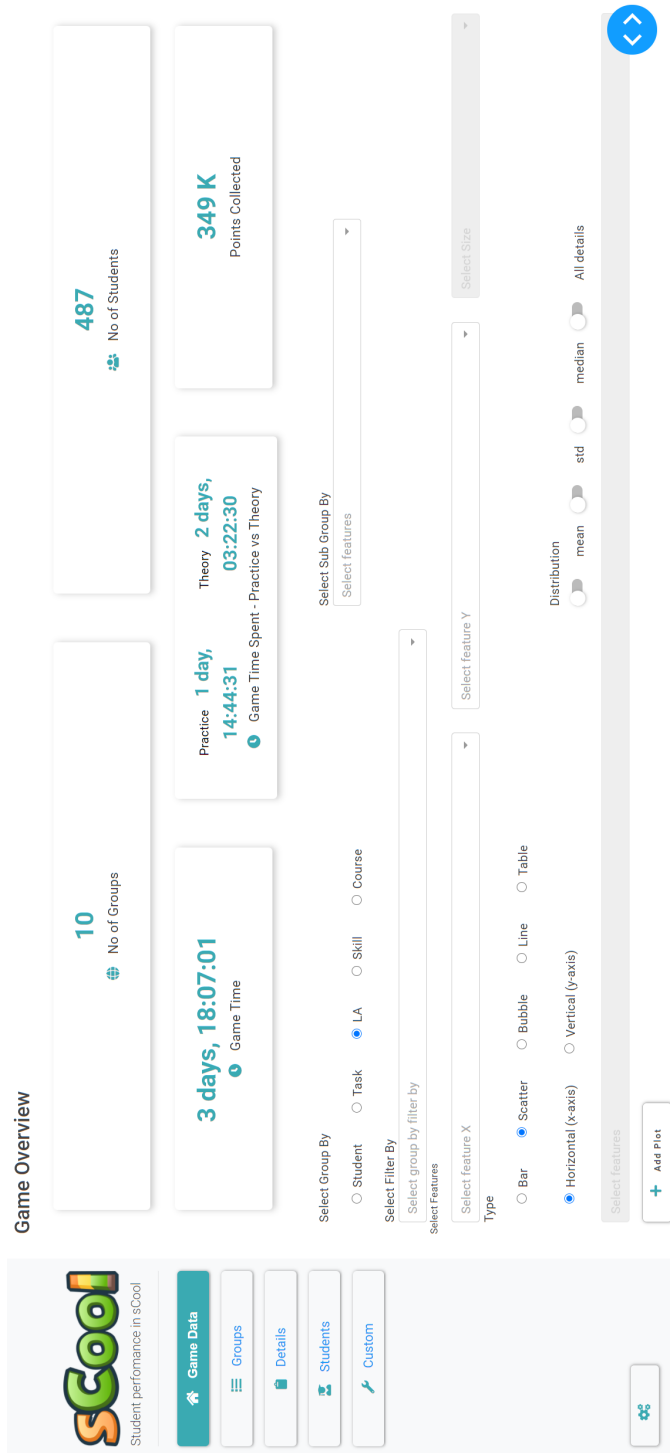 sCool
Student perfomance in sCool
Game Data
Groups
Details
Students
Custom
Game Overview
10
No of Groups
487
No of Students
3 days, 18:07:01
Game Time
Practice 1 day, 14:44:31
Theory 2 days, 03:22:30
Game Time Spent - Practice vs Theory
349 K
Points Collected
Select Group By
Student Task LA Skill Course
Select Sub Group By
Select features
Select Filter By
Select group by filter by
Select Features
Select feature X
Select feature Y
Select Size
Type
Bar Scatter Bubble Line Table
Horizontal (x-axis) Vertical (y-axis)
Distribution
mean std median All details
Select features
Add Plot